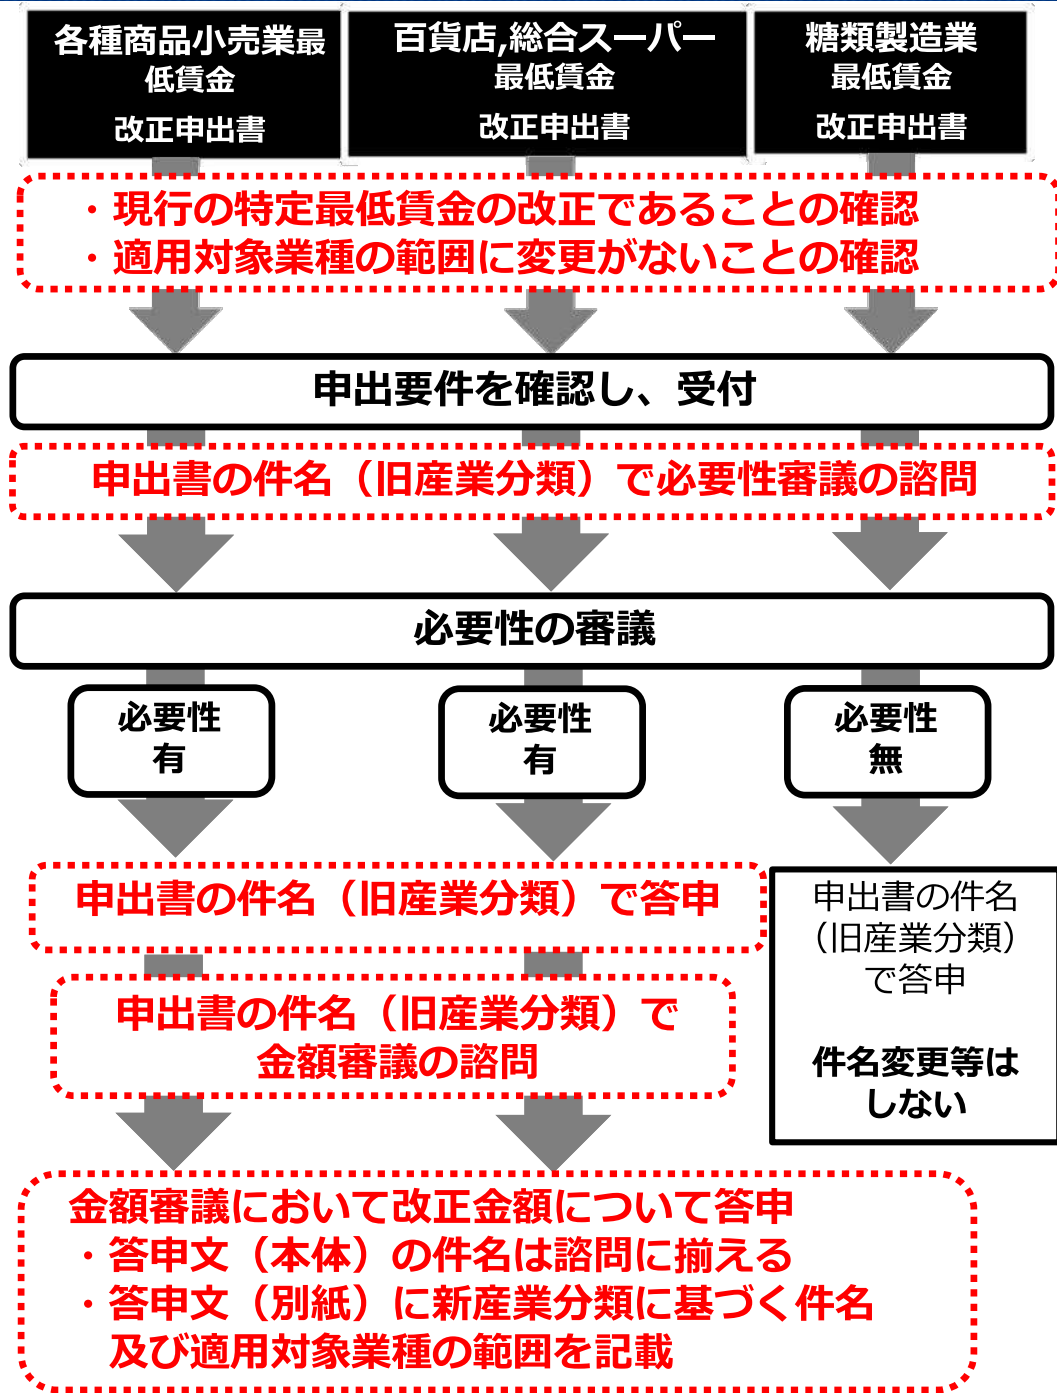 各種商品小売業最
低賃金
改正申出書
百貨店,総合スーパー
最低賃金
改正申出書
糖類製造業
最低賃金
改正申出書
・現行の特定最低賃金の改正であることの確認
・適用対象業種の範囲に変更がないことの確認
申出要件を確認し、受付
申出書の件名（旧産業分類）で必要性審議の諮問
必要性の審議
必要性
有
必要性
有
必要性
無
申出書の件名（旧産業分類）で答申
申出書の件名（旧産業分類）で
金額審議の諮問
申出書の件名
（旧産業分類）
で答申
件名変更等は
しない
金額審議において改正金額について答申
・答申文（本体）の件名は諮問に揃える
・答申文（別紙）に新産業分類に基づく件名
及び適用対象業種の範囲を記載